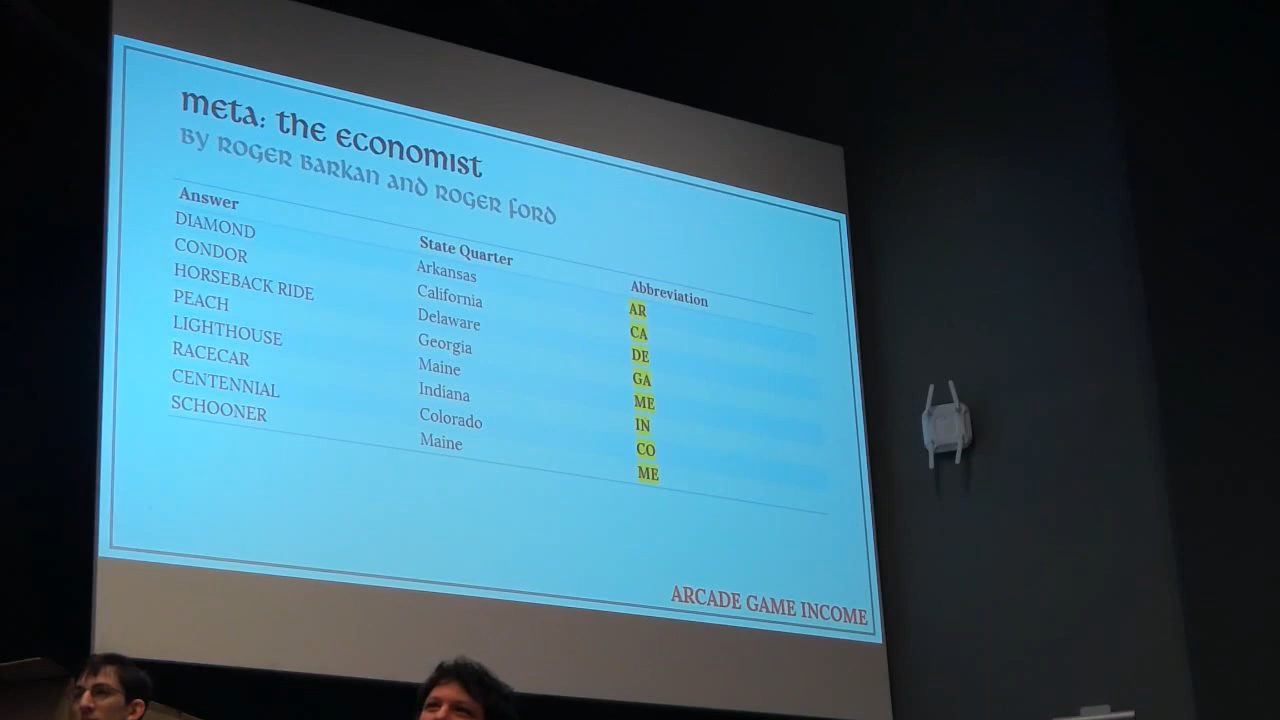 meta: the economist
by Roger Barkan and Roger Ford
Answer State Quarter Abbreviation
DIAMOND Arkansas AR
CONDOR California CA
HORSEBACK RIDE Delaware DE
PEACH Georgia GA
LIGHTHOUSE Maine ME
RACECAR Indiana IN
CENTENNIAL Colorado CO
SCHOONER Maine ME
ARCADE GAME INCOME